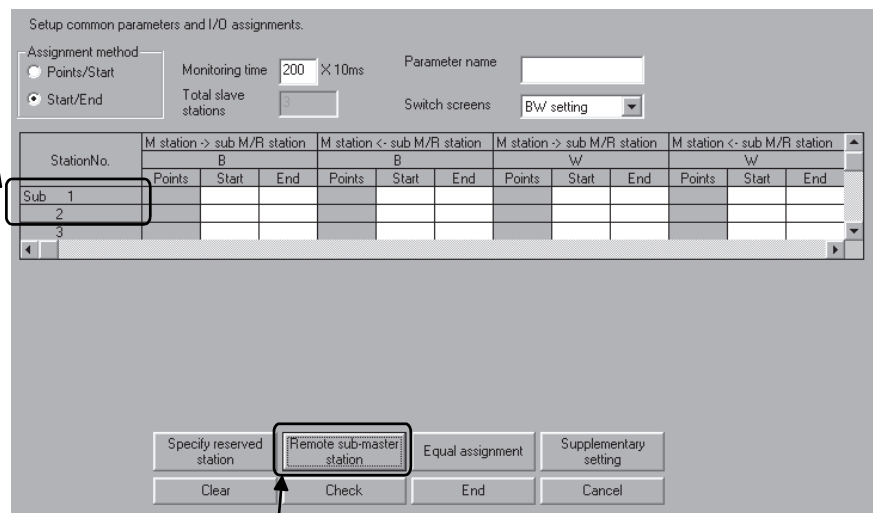 Setup common parameters and I/O assignments.
Assignment method
Points/Start
Start/End
Monitoring time 200 X 10ms
Total slave stations 3
Parameter name
Switch screens BW setting
StationNo.
M station -> sub M/R station M station <- sub M/R station M station -> sub M/R station M station <- sub M/R station
B B W W
Points Start End Points Start End Points Start End Points Start End
Sub 1
2
3
Specify reserved station
Remote sub-master station
Equal assignment
Supplementary setting
Clear Check End Cancel